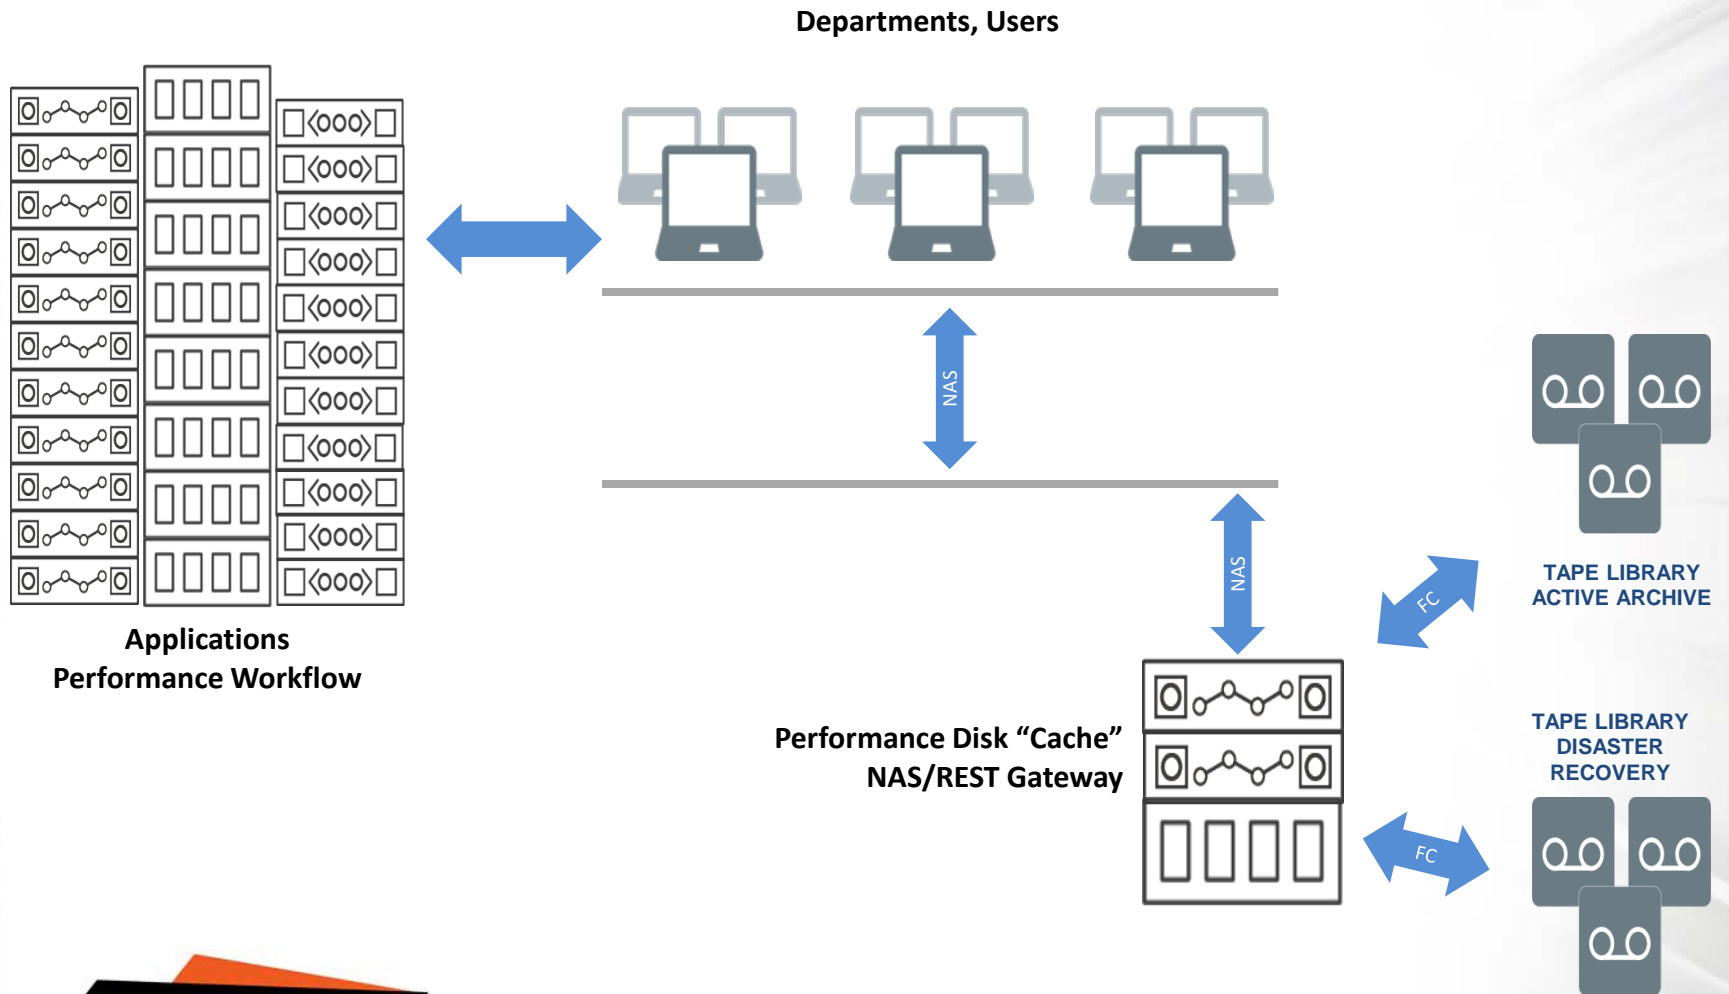 Departments, Users
NAS
NAS
FC
TAPE LIBRARY
ACTIVE ARCHIVE
Applications
Performance Workflow
Performance Disk “Cache”
NAS/REST Gateway
TAPE LIBRARY
DISASTER
RECOVERY
FC